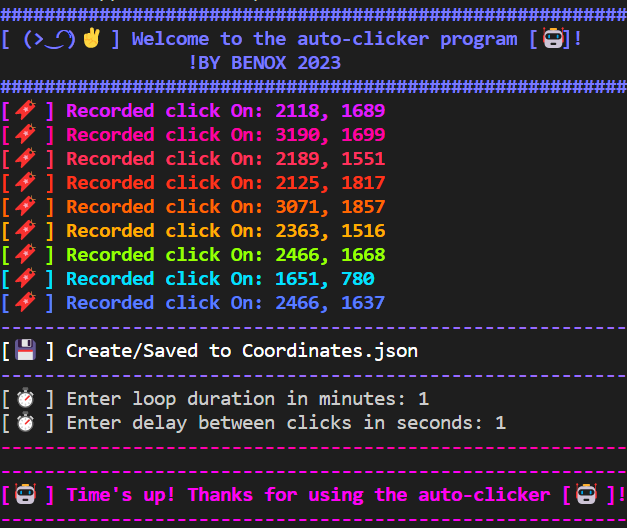 #########################################################
[ (> ͜ʖ ͡)✌ ] Welcome to the auto-clicker program [🤖]!
!BY BENOX 2023
#########################################################
[🧨 ] Recorded click On: 2118, 1689
[🧨 ] Recorded click On: 3190, 1699
[🧨 ] Recorded click On: 2189, 1551
[🧨 ] Recorded click On: 2125, 1817
[🧨 ] Recorded click On: 3071, 1857
[🧨 ] Recorded click On: 2363, 1516
[🧨 ] Recorded click On: 2466, 1668
[🧨 ] Recorded click On: 1651, 780
[🧨 ] Recorded click On: 2466, 1637
---------------------------------------------------------
[💾 ] Create/Saved to Coordinates.json
---------------------------------------------------------
[⏱ ] Enter loop duration in minutes: 1
[⏱ ] Enter delay between clicks in seconds: 1
---------------------------------------------------------
---------------------------------------------------------
[🤖 ] Time's up! Thanks for using the auto-clicker [🤖 ]!
---------------------------------------------------------